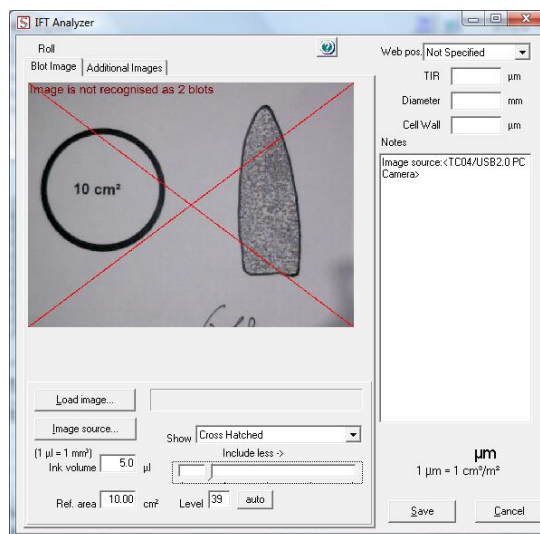 IFT Analyzer
Roll
Blot Image
Additional Images
Image is not recognised as 2 blots
10 cm²
Load image...
Image source...
Show Cross Hatched
(1 µl = 1 mm³)
Include less ->
Ink volume 5.0 µl
Ref. area 10.00 cm²
Level 39 auto
Web pos. Not Specified
TIR µm
Diameter mm
Cell Wall µm
Notes
Image source:<TC04/USB2.0 PC
Camera>
µm
1 µm = 1 cm³/m²
Save
Cancel